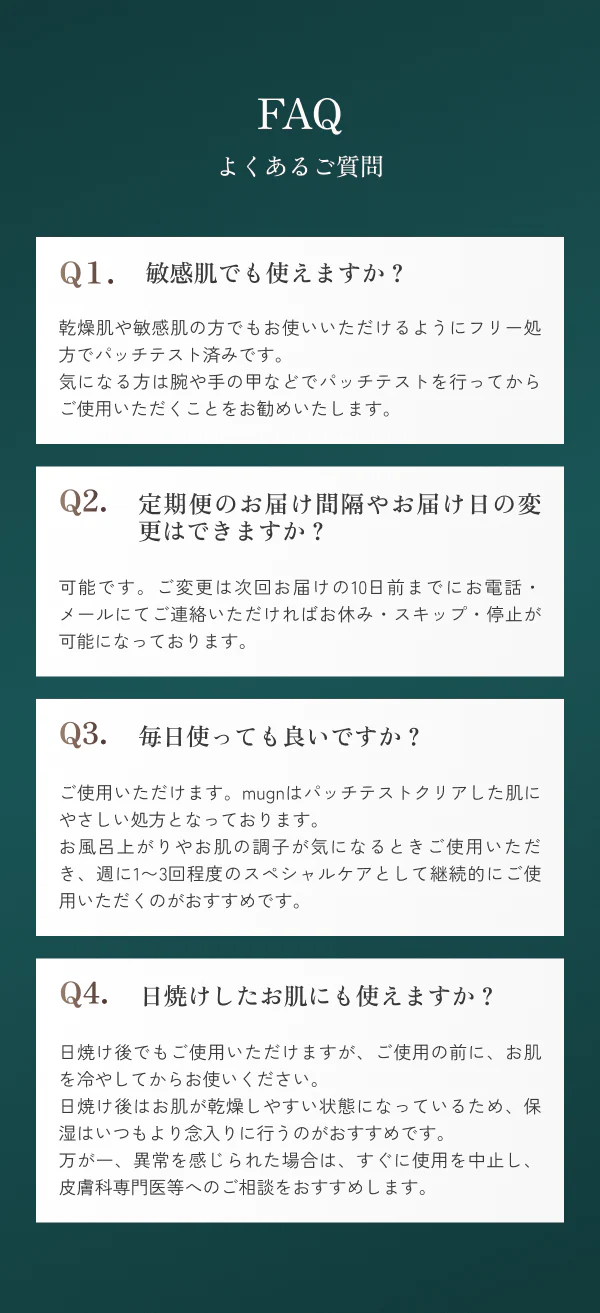 FAQ
よくあるご質問
Q1. 敏感肌でも使えますか？
乾燥肌や敏感肌の方でもお使いいただけるようにフリー処
方でパッチテスト済みです。
気になる方は腕や手の甲などでパッチテストを行ってから
ご使用いただくことをお勧めいたします。
Q2. 定期便のお届け間隔やお届け日の変
更はできますか？
可能です。ご変更は次回お届けの10日前までにお電話・
メールにてご連絡いただければお休み・スキップ・停止が
可能になっております。
Q3. 毎日使っても良いですか？
ご使用いただけます。mugnはパッチテストクリアした肌に
やさしい処方となっております。
お風呂上がりやお肌の調子が気になるときご使用いただ
き、週に1〜3回程度のスペシャルケアとして継続的にご使
用いただくのがおすすめです。
Q4. 日焼けしたお肌にも使えますか？
日焼け後でもご使用いただけますが、ご使用の前に、お肌
を冷やしてからお使いください。
日焼け後はお肌が乾燥しやすい状態になっているため、保
湿はいつもより念入りに行うのがおすすめです。
万が一、異常を感じられた場合は、すぐに使用を中止し、
皮膚科専門医等へのご相談をおすすめします。